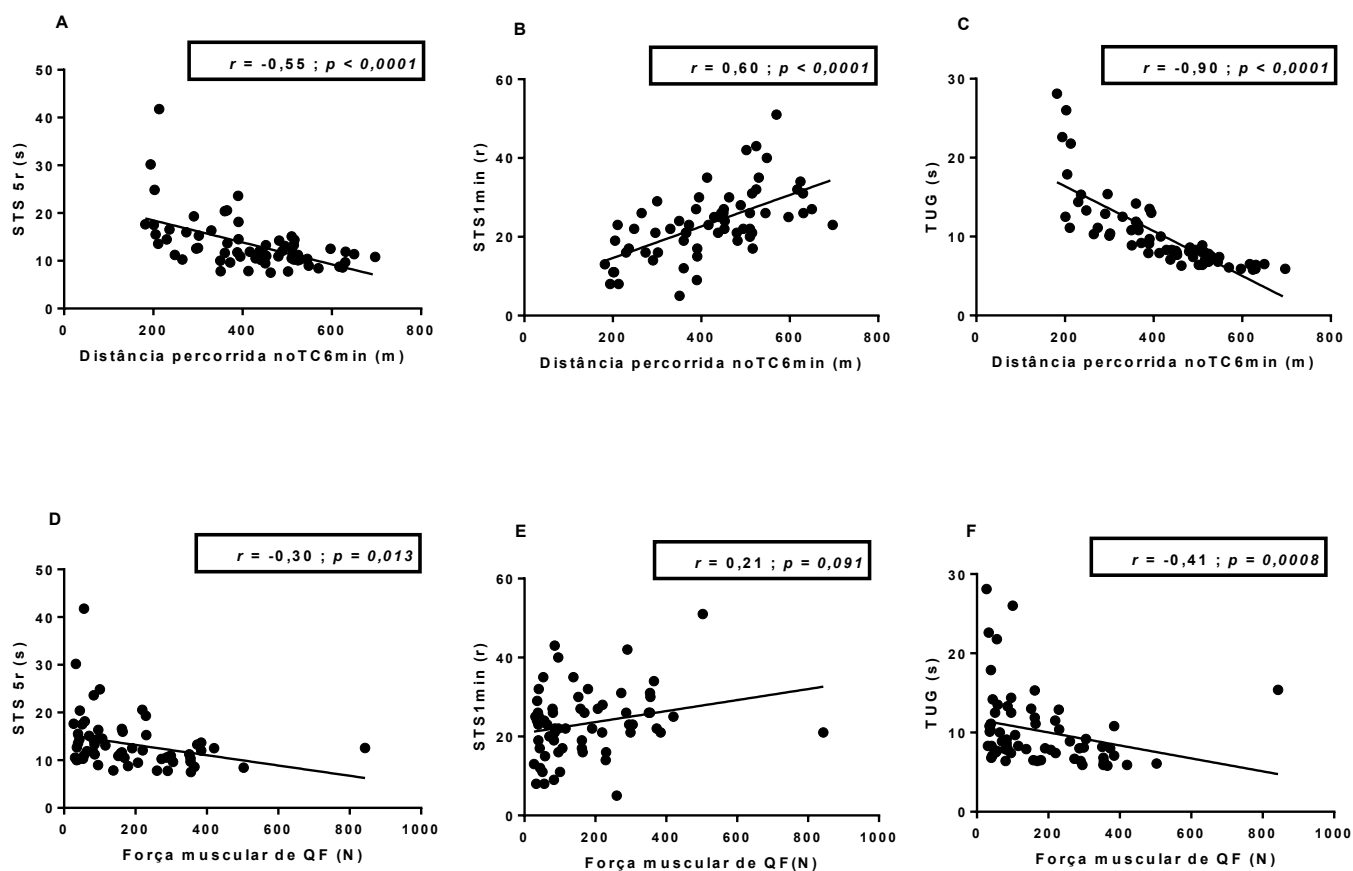 A
r = -0,55 ; p < 0,0001
STS 5r (s)
50
40
30
20
10
0
0 200 400 600 800
Distância percorrida noTC6min (m)
B
r = 0,60 ; p < 0,0001
STS1min (r)
60
40
20
0
0 200 400 600 800
Distância percorrida noTC6min (m)
C
r = -0,90 ; p < 0,0001
TUG (s)
30
20
10
0
0 200 400 600 800
Distância percorrida noTC6min (m)
D
r = -0,30 ; p = 0,013
STS 5r (s)
50
40
30
20
10
0
0 200 400 600 800 1000
Força muscular de QF (N)
E
r = 0,21 ; p = 0,091
STS1min (r)
60
40
20
0
0 200 400 600 800 1000
Força muscular de QF (N)
F
r = -0,41 ; p = 0,0008
TUG (s)
30
20
10
0
0 200 400 600 800 1000
Força muscular de QF (N)